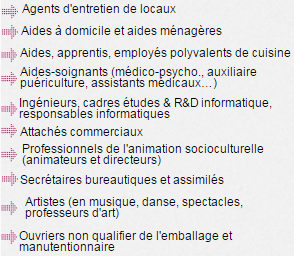 Agents d'entretien de locaux
Aides à domicile et aides ménagères
Aides, apprentis, employés polyvalents de cuisine
Aides-soignants (médico-psycho., auxiliaire
puériculture, assistants médicaux...)
Ingénieurs, cadres études & R&D informatique,
responsables informatiques
Attachés commerciaux
Professionnels de l'animation socioculturelle
(animateurs et directeurs)
Secrétaires bureautiques et assimilés
Artistes (en musique, danse, spectacles,
professeurs d'art)
Ouvriers non qualifier de l'emballage et
manutentionnaire